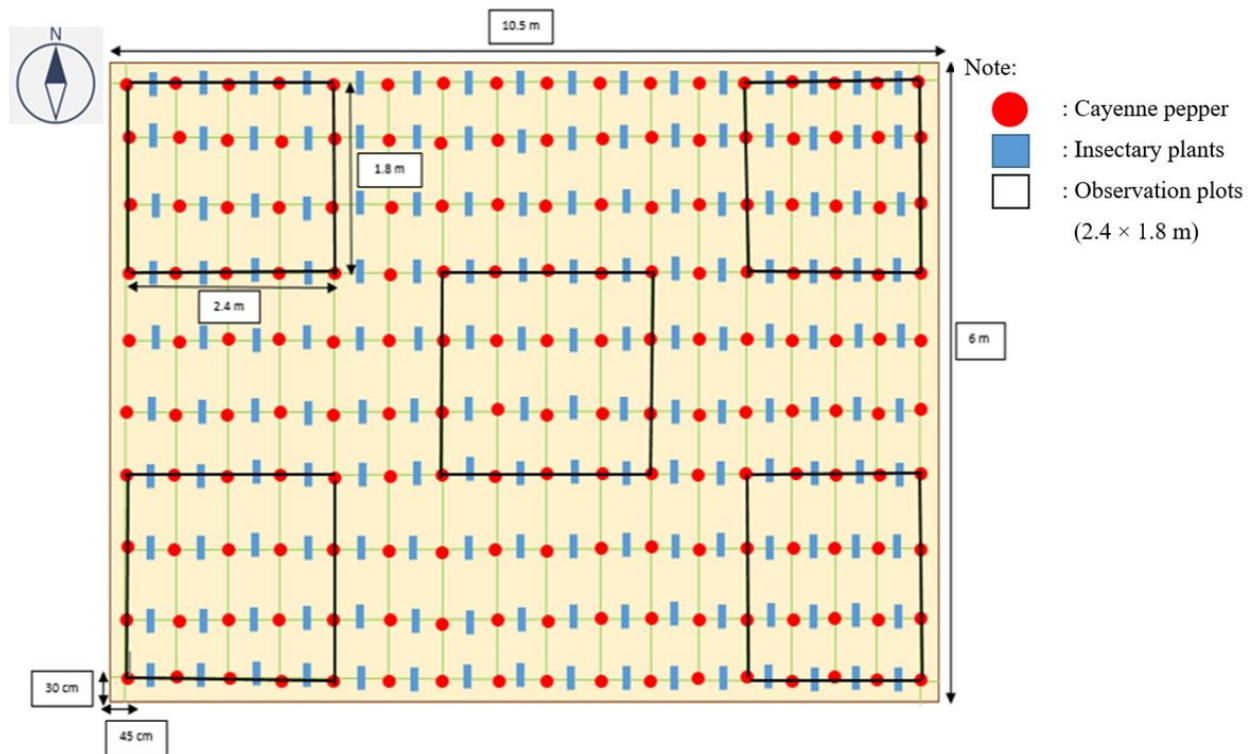 10.5 m
N
Note:
: Cayenne pepper
1.8 m
: Insectary plants
: Observation plots
(2.4 × 1.8 m)
2.4 m
6 m
30 cm
45 cm